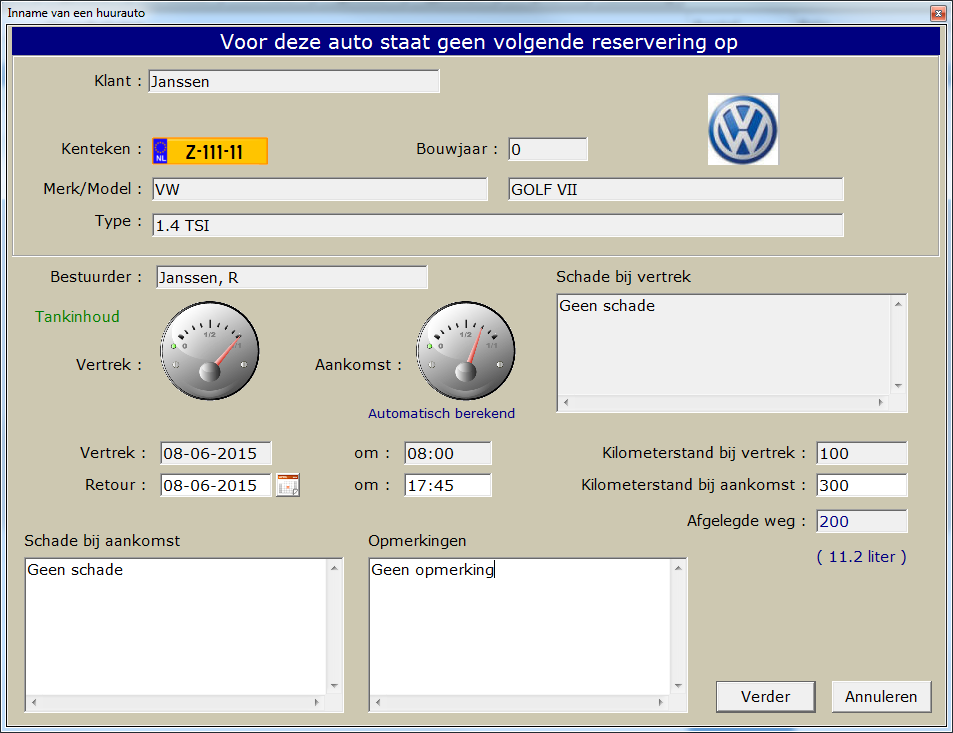 Inname van een huurauto
Voor deze auto staat geen volgende reservering op
Klant : Janssen
Kenteken : NL Z-111-11 Bouwjaar : 0
Merk/Model : VW GOLF VII
Type : 1.4 TSI
Bestuurder : Janssen, R
Schade bij vertrek
Geen schade
Tankinhoud
Vertrek : 0 1/2 1/1 Aankomst : 0 1/2 1/1
Automatisch berekend
Vertrek : 08-06-2015 om : 08:00 Kilometerstand bij vertrek : 100
Retour : 08-06-2015 om : 17:45 Kilometerstand bij aankomst : 300
Afgelegde weg : 200
( 11.2 liter )
Schade bij aankomst
Geen schade
Opmerkingen
Geen opmerking
Verder Annuleren